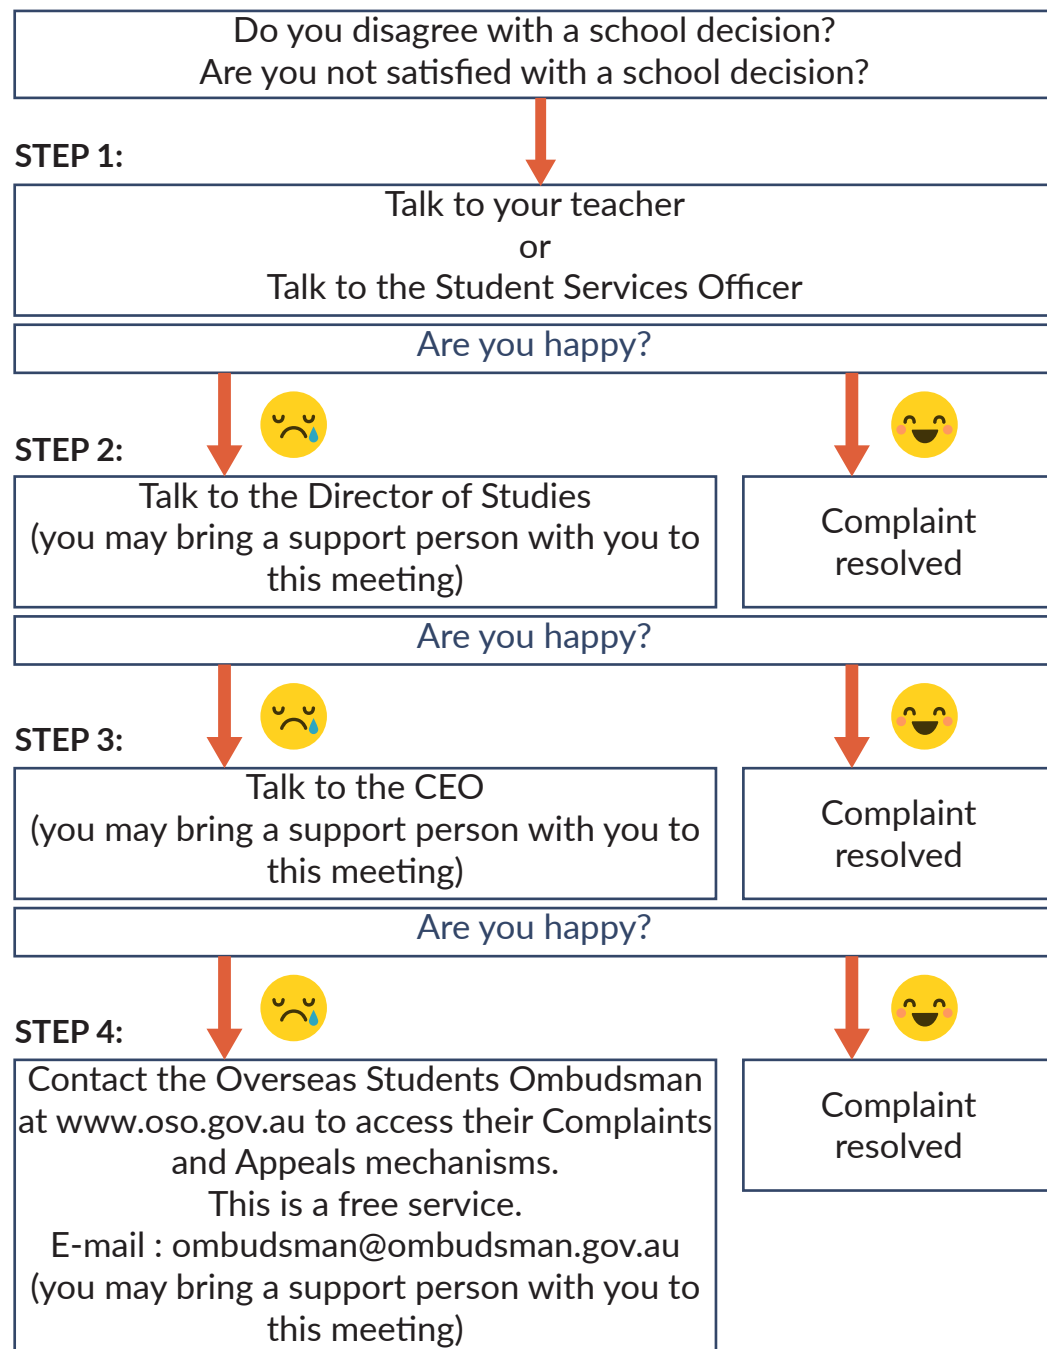 Do you disagree with a school decision?
Are you not satisfied with a school decision?
STEP 1:
Talk to your teacher
or
Talk to the Student Services Officer
Are you happy?
STEP 2:
Talk to the Director of Studies
(you may bring a support person with you to
this meeting)
Complaint
resolved
Are you happy?
STEP 3:
Talk to the CEO
(you may bring a support person with you to
this meeting)
Complaint
resolved
Are you happy?
STEP 4:
Contact the Overseas Students Ombudsman
at www.oso.gov.au to access their Complaints
and Appeals mechanisms.
This is a free service.
E-mail : ombudsman@ombudsman.gov.au
(you may bring a support person with you to
this meeting)
Complaint
resolved